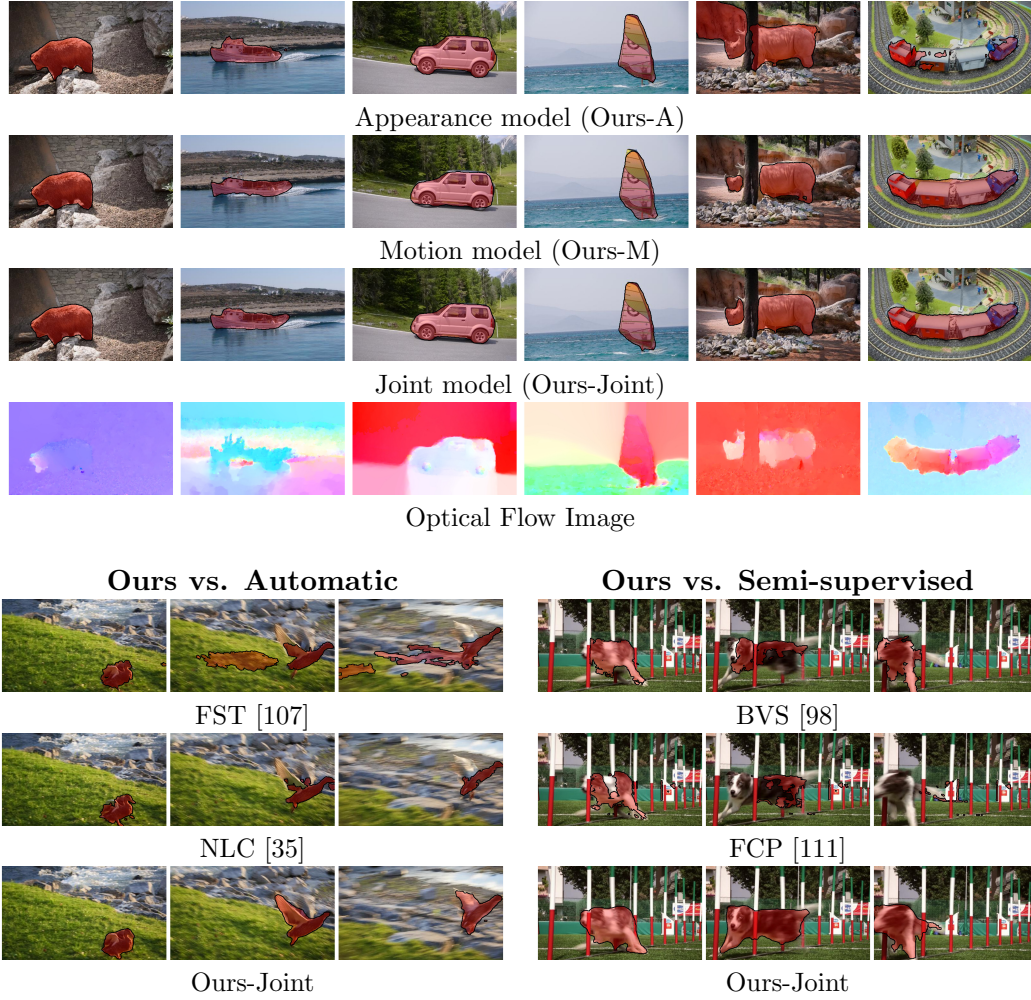 Appearance model (Ours-A)
Motion model (Ours-M)
Joint model (Ours-Joint)
Optical Flow Image
Ours vs. Automatic
FST [107]
NLC [35]
Ours-Joint
Ours vs. Semi-supervised
BVS [98]
FCP [111]
Ours-Joint